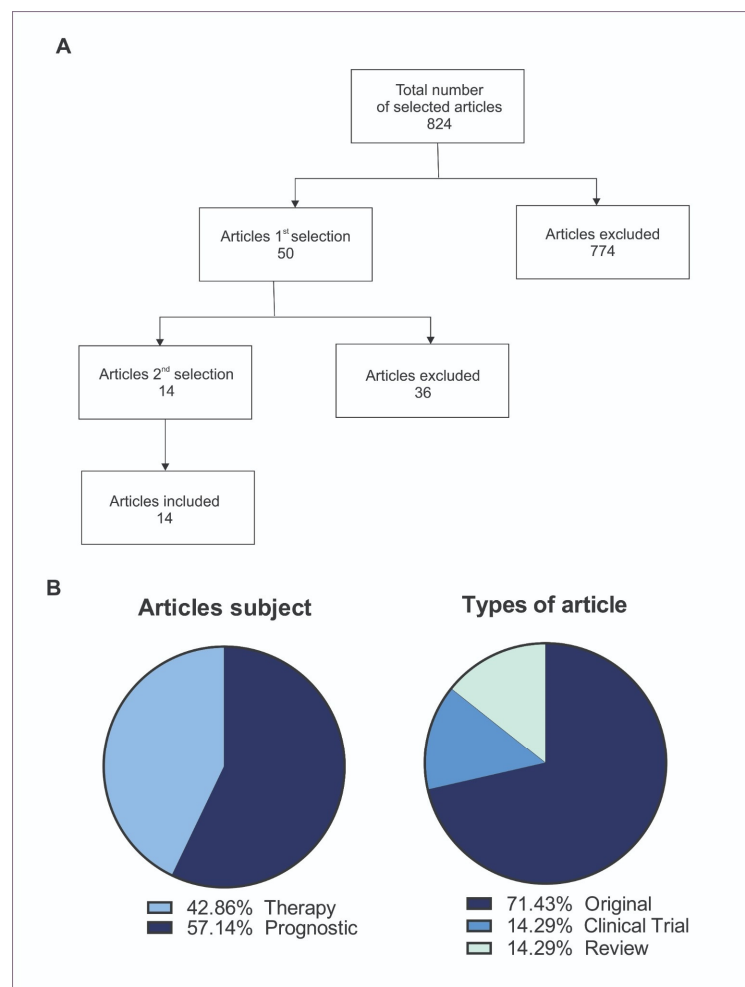 A
Total number
of selected articles
824
Articles 1st selection
50
Articles excluded
774
Articles 2nd selection
14
Articles excluded
36
Articles included
14
B
Articles subject
42.86% Therapy
57.14% Prognostic
Types of article
71.43% Original
14.29% Clinical Trial
14.29% Review